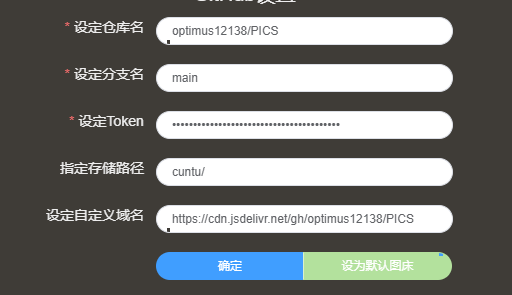 * 设定仓库名 optimus12138/PICS
* 设定分支名 main
* 设定Token ••••••••••••••••••••••••••••••••••••••••
指定存储路径 cuntu/
设定自定义域名 https://cdn.jsdelivr.net/gh/optimus12138/PICS
确定 设为默认图床